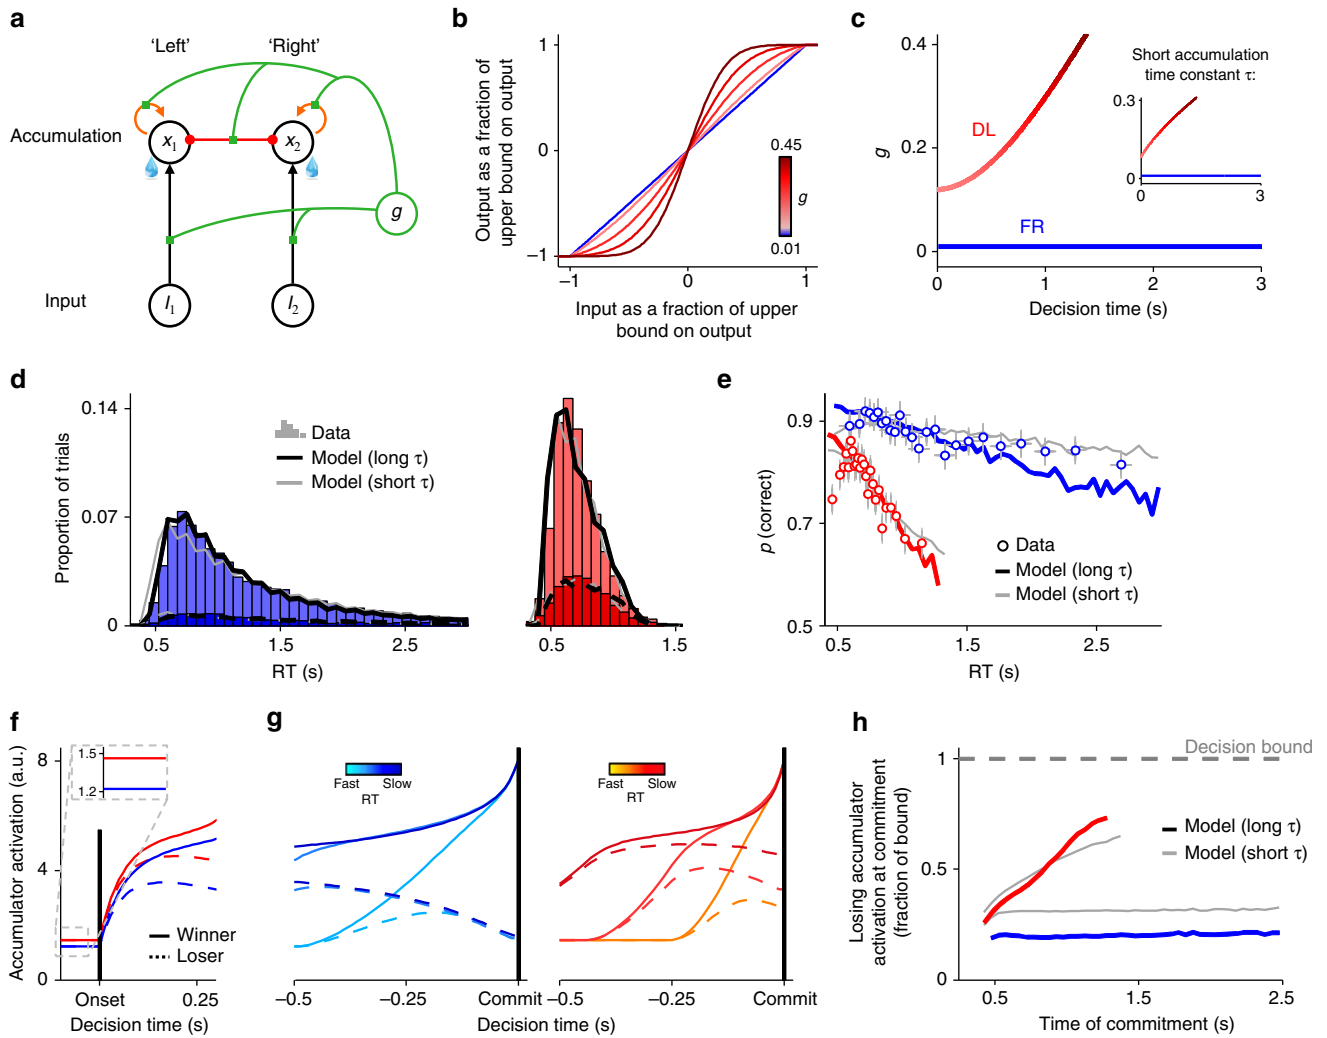 a
‘Left’
‘Right’
Accumulation
x1
x2
g
Input
I1
I2
b
Output as a fraction of
upper bound on output
1
0
−1
−1
0
1
Input as a fraction of upper
bound on output
0.45
g
0.01
c
g
0.4
0.2
0
DL
FR
0
1
2
3
Decision time (s)
Short accumulation
time constant τ:
0.3
0
0
3
d
Proportion of trials
0.14
0.07
0
Data
Model (long τ)
Model (short τ)
0.5
1.5
2.5
RT (s)
0.5
1.5
e
p (correct)
0.9
0.7
0.5
Data
Model (long τ)
Model (short τ)
0.5
1.5
2.5
RT (s)
f
Accumulator activation (a.u.)
8
4
0
1.5
1.2
Winner
Loser
Onset
0.25
Decision time (s)
g
Fast
Slow
RT
−0.5
−0.25
Commit
Decision time (s)
Fast
Slow
RT
−0.5
−0.25
Commit
h
Losing accumulator
activation at commitment
(fraction of bound)
1
0.5
0
Decision bound
Model (long τ)
Model (short τ)
0.5
1.5
2.5
Time of commitment (s)